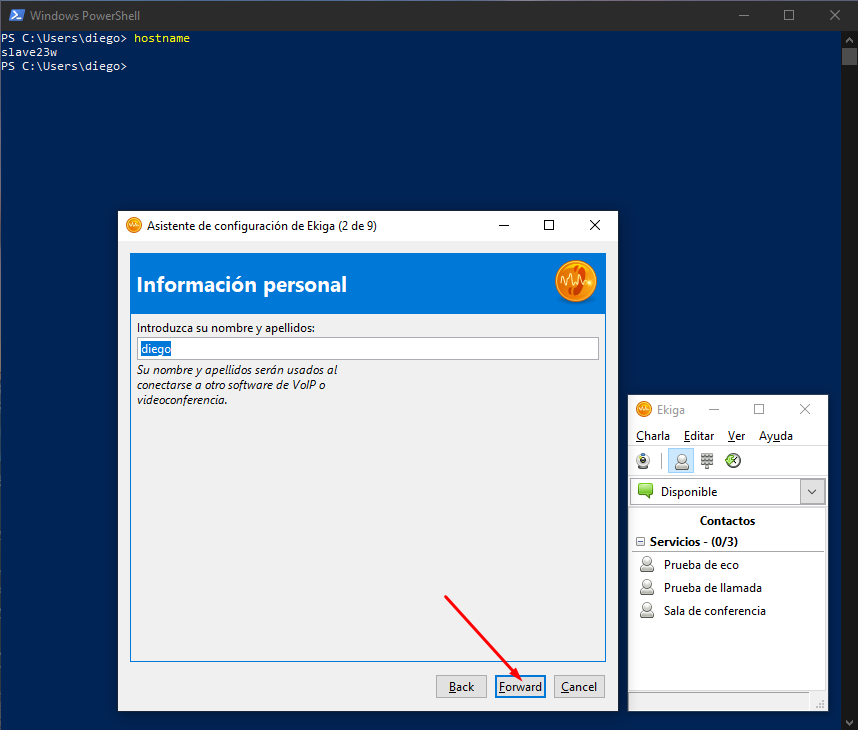 Windows PowerShell
PS C:\Users\diego> hostname
slave23w
PS C:\Users\diego>
Asistente de configuración de Ekiga (2 de 9)
Información personal
Introduzca su nombre y apellidos:
diego
Su nombre y apellidos serán usados al
conectarse a otro software de VoIP o
videoconferencia.
Back Forward Cancel
Ekiga
Charla Editar Ver Ayuda
Disponible
Contactos
Servicios - (0/3)
Prueba de eco
Prueba de llamada
Sala de conferencia